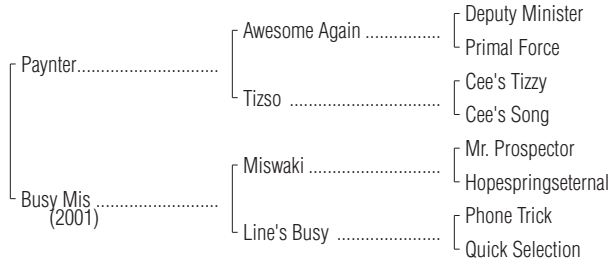 Deputy Minister
Awesome Again ..................
Primal Force
Paynter..............................
Cee's Tizzy
Tizso ....................................
Cee's Song
Mr. Prospector
Miswaki ................................
Hopespringseternal
Busy Mis ..........................
(2001)
Phone Trick
Line's Busy .........................
Quick Selection